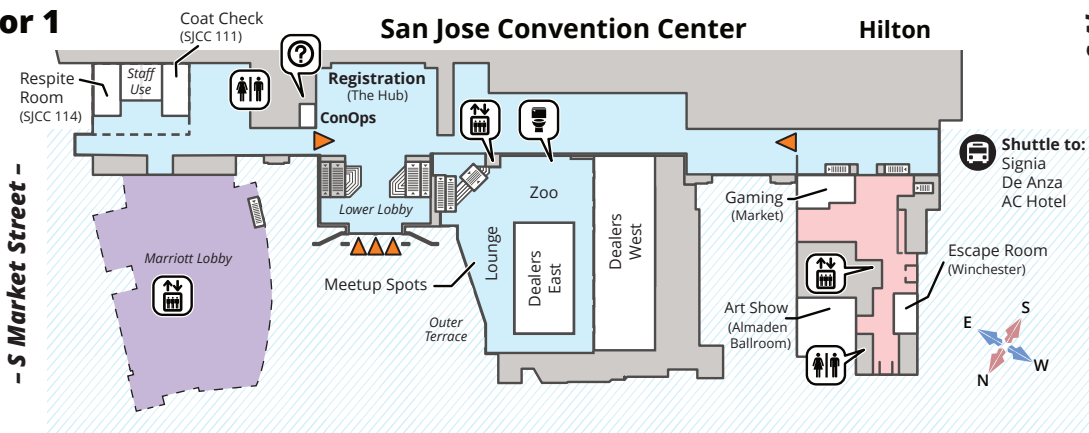 or 1
San Jose Convention Center
Hilton
Coat Check
(SJCC 111)
Respite
Room
(SJCC 114)
Staff
Use
?
Registration
(The Hub)
ConOps
Shuttle to:
Signia
De Anza
AC Hotel
– S Market Street –
Marriott Lobby
Lower Lobby
Meetup Spots
Outer
Terrace
Lounge
Zoo
Dealers
East
Dealers
West
Gaming
(Market)
Art Show
(Almaden
Ballroom)
Escape Room
(Winchester)
E
S
N
W